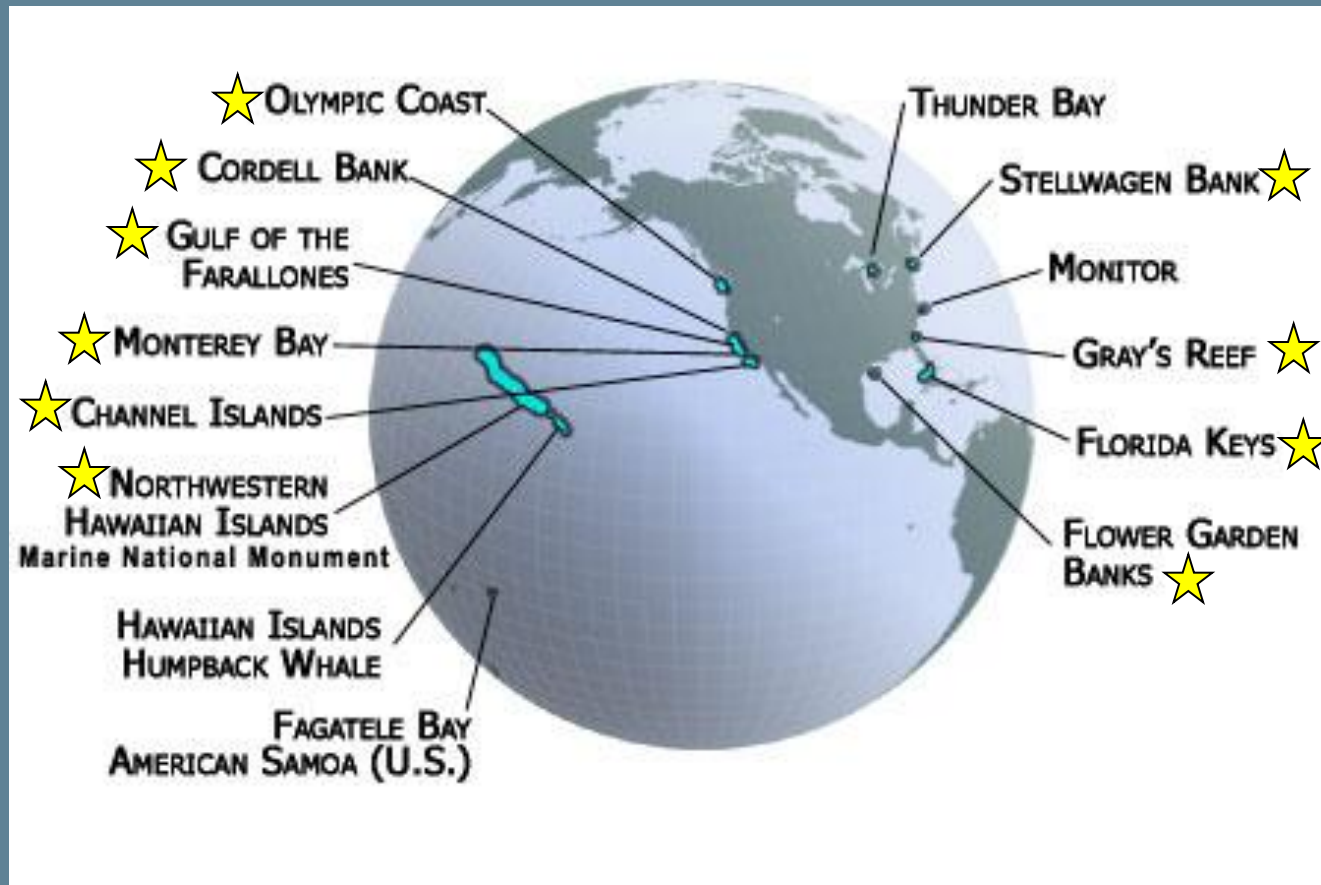 Olympic Coast
Cordell Bank
Gulf of the
Farallones
Monterey Bay
Channel Islands
Northwestern
Hawaiian Islands
Marine National Monument
Hawaiian Islands
Humpback Whale
Fagatele Bay
American Samoa (U.S.)
Thunder Bay
Stellwagen Bank
Monitor
Gray's Reef
Florida Keys
Flower Garden
Banks